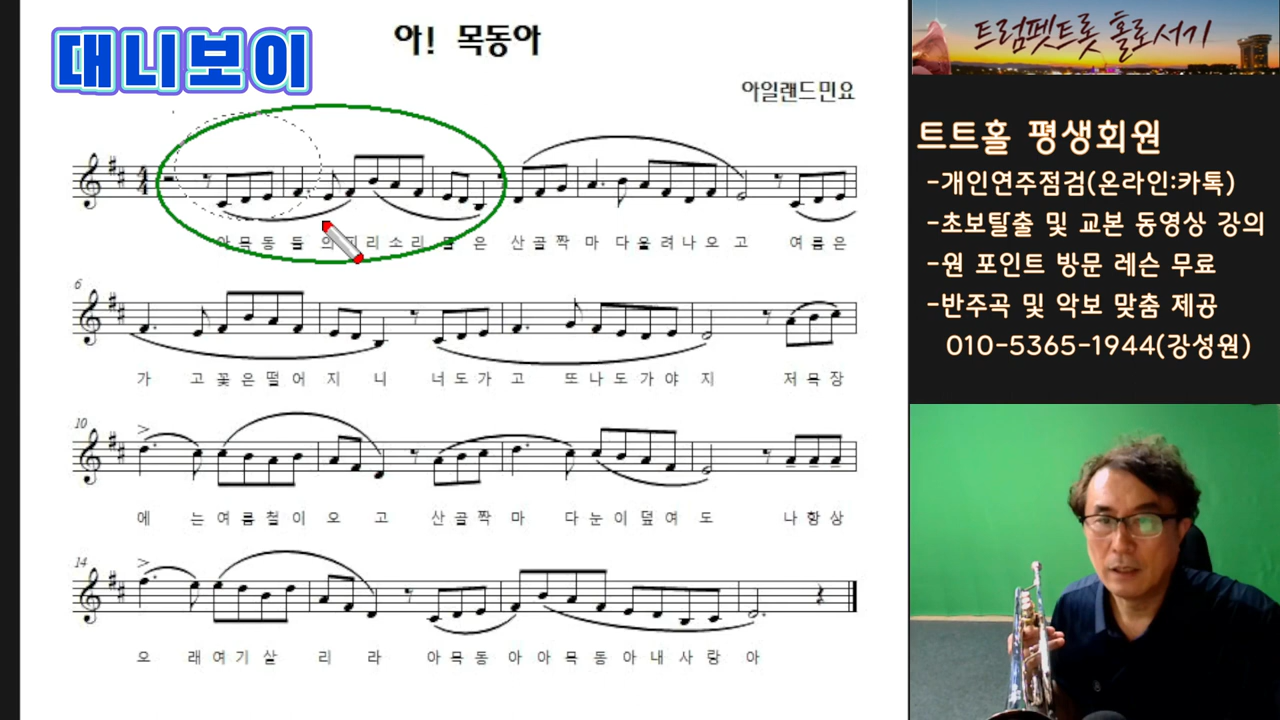 대니보이
아! 목동아
아일랜드민요
아목동들의피리소리들은 산골짝마다울려나오고 여름은
6
가고꽃은떨어지니 너도가고또나도가야지 저목장
10
에는여름철이오고 산골짝마다눈이덮여도 나항상
14
오래여기살리라 아목동아아목동아내사랑아
트럼펫트롯 홀로서기
트트홀 평생회원
-개인연주점검(온라인:카톡)
-초보탈출 및 교본 동영상 강의
-원 포인트 방문 레슨 무료
-반주곡 및 악보 맞춤 제공
010-5365-1944(강성원)